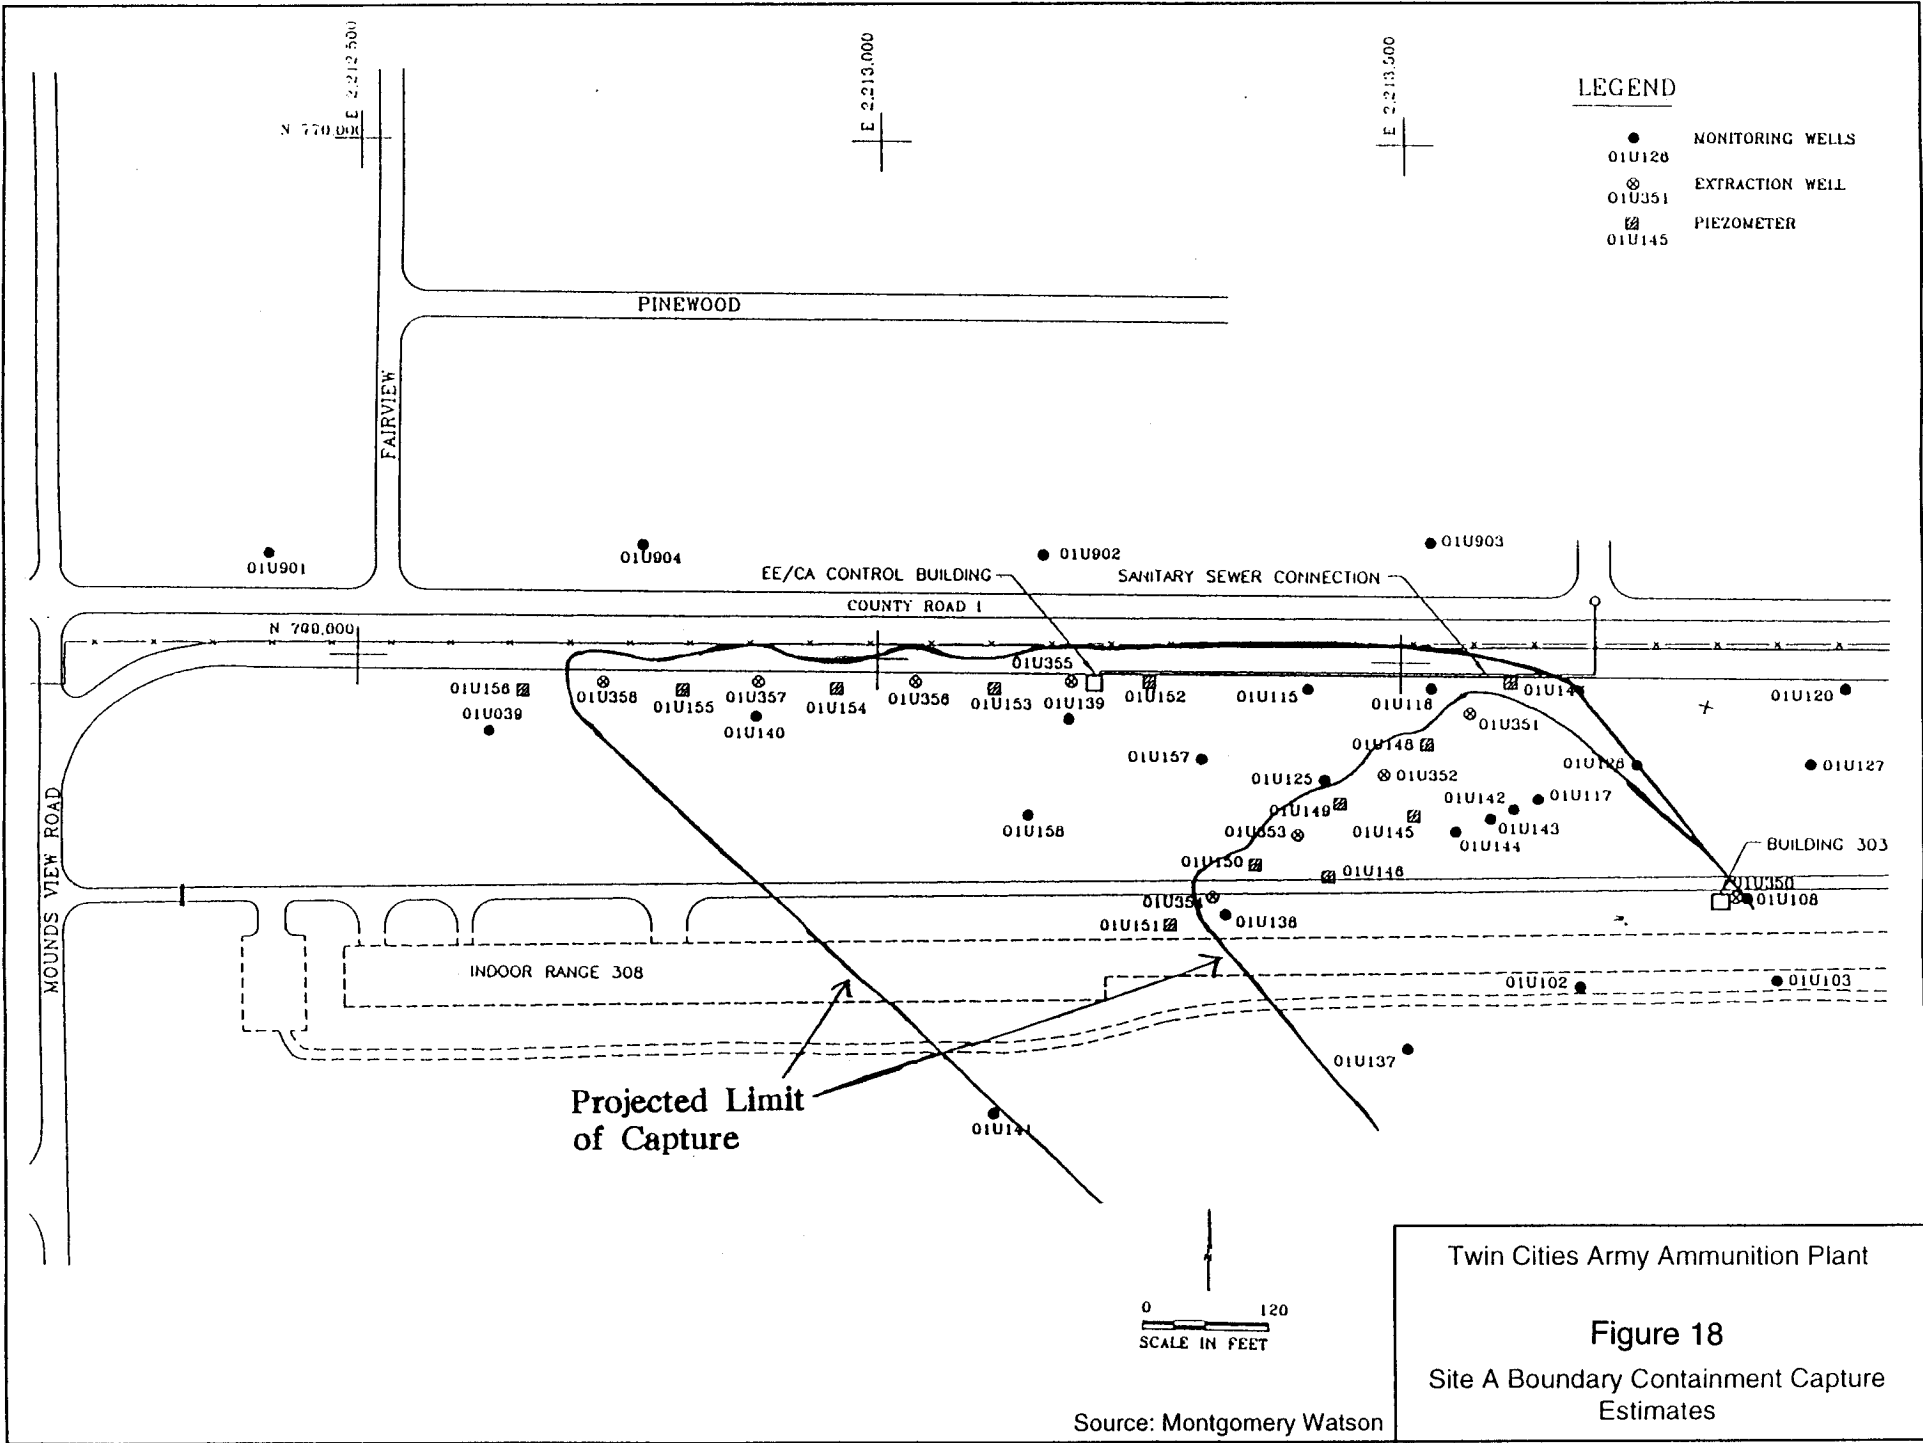 E 2,212,500
E 2,213,000
E 2,213,500
N 770,000
LEGEND
MONITORING WELLS
01U126
EXTRACTION WELL
01U351
PIEZOMETER
01U145
PINEWOOD
FAIRVIEW
01U901
01U904
01U902
01U903
EE/CA CONTROL BUILDING
SANITARY SEWER CONNECTION
COUNTY ROAD I
01U355
01U156
01U358
01U155
01U357
01U154
01U356
01U153
01U139
01U152
01U115
01U118
01U120
01U039
01U140
01U351
01U148
01U157
01U125
01U352
01U126
01U127
01U142
01U117
01U149
01U158
01U353
01U145
01U143
01U144
BUILDING 303
01U150
01U146
01U350
01U108
01U138
01U151
MOUNDS VIEW ROAD
INDOOR RANGE 308
01U102
01U103
01U137
Projected Limit
of Capture
01U141
N
0 120
SCALE IN FEET
Twin Cities Army Ammunition Plant
Figure 18
Site A Boundary Containment Capture
Estimates
Source: Montgomery Watson